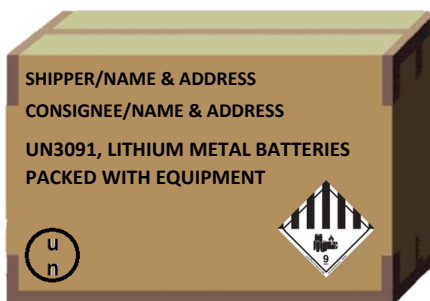 SHIPPER/NAME & ADDRESS
CONSIGNEE/NAME & ADDRESS
UN3091, LITHIUM METAL BATTERIES
PACKED WITH EQUIPMENT
u
n
9